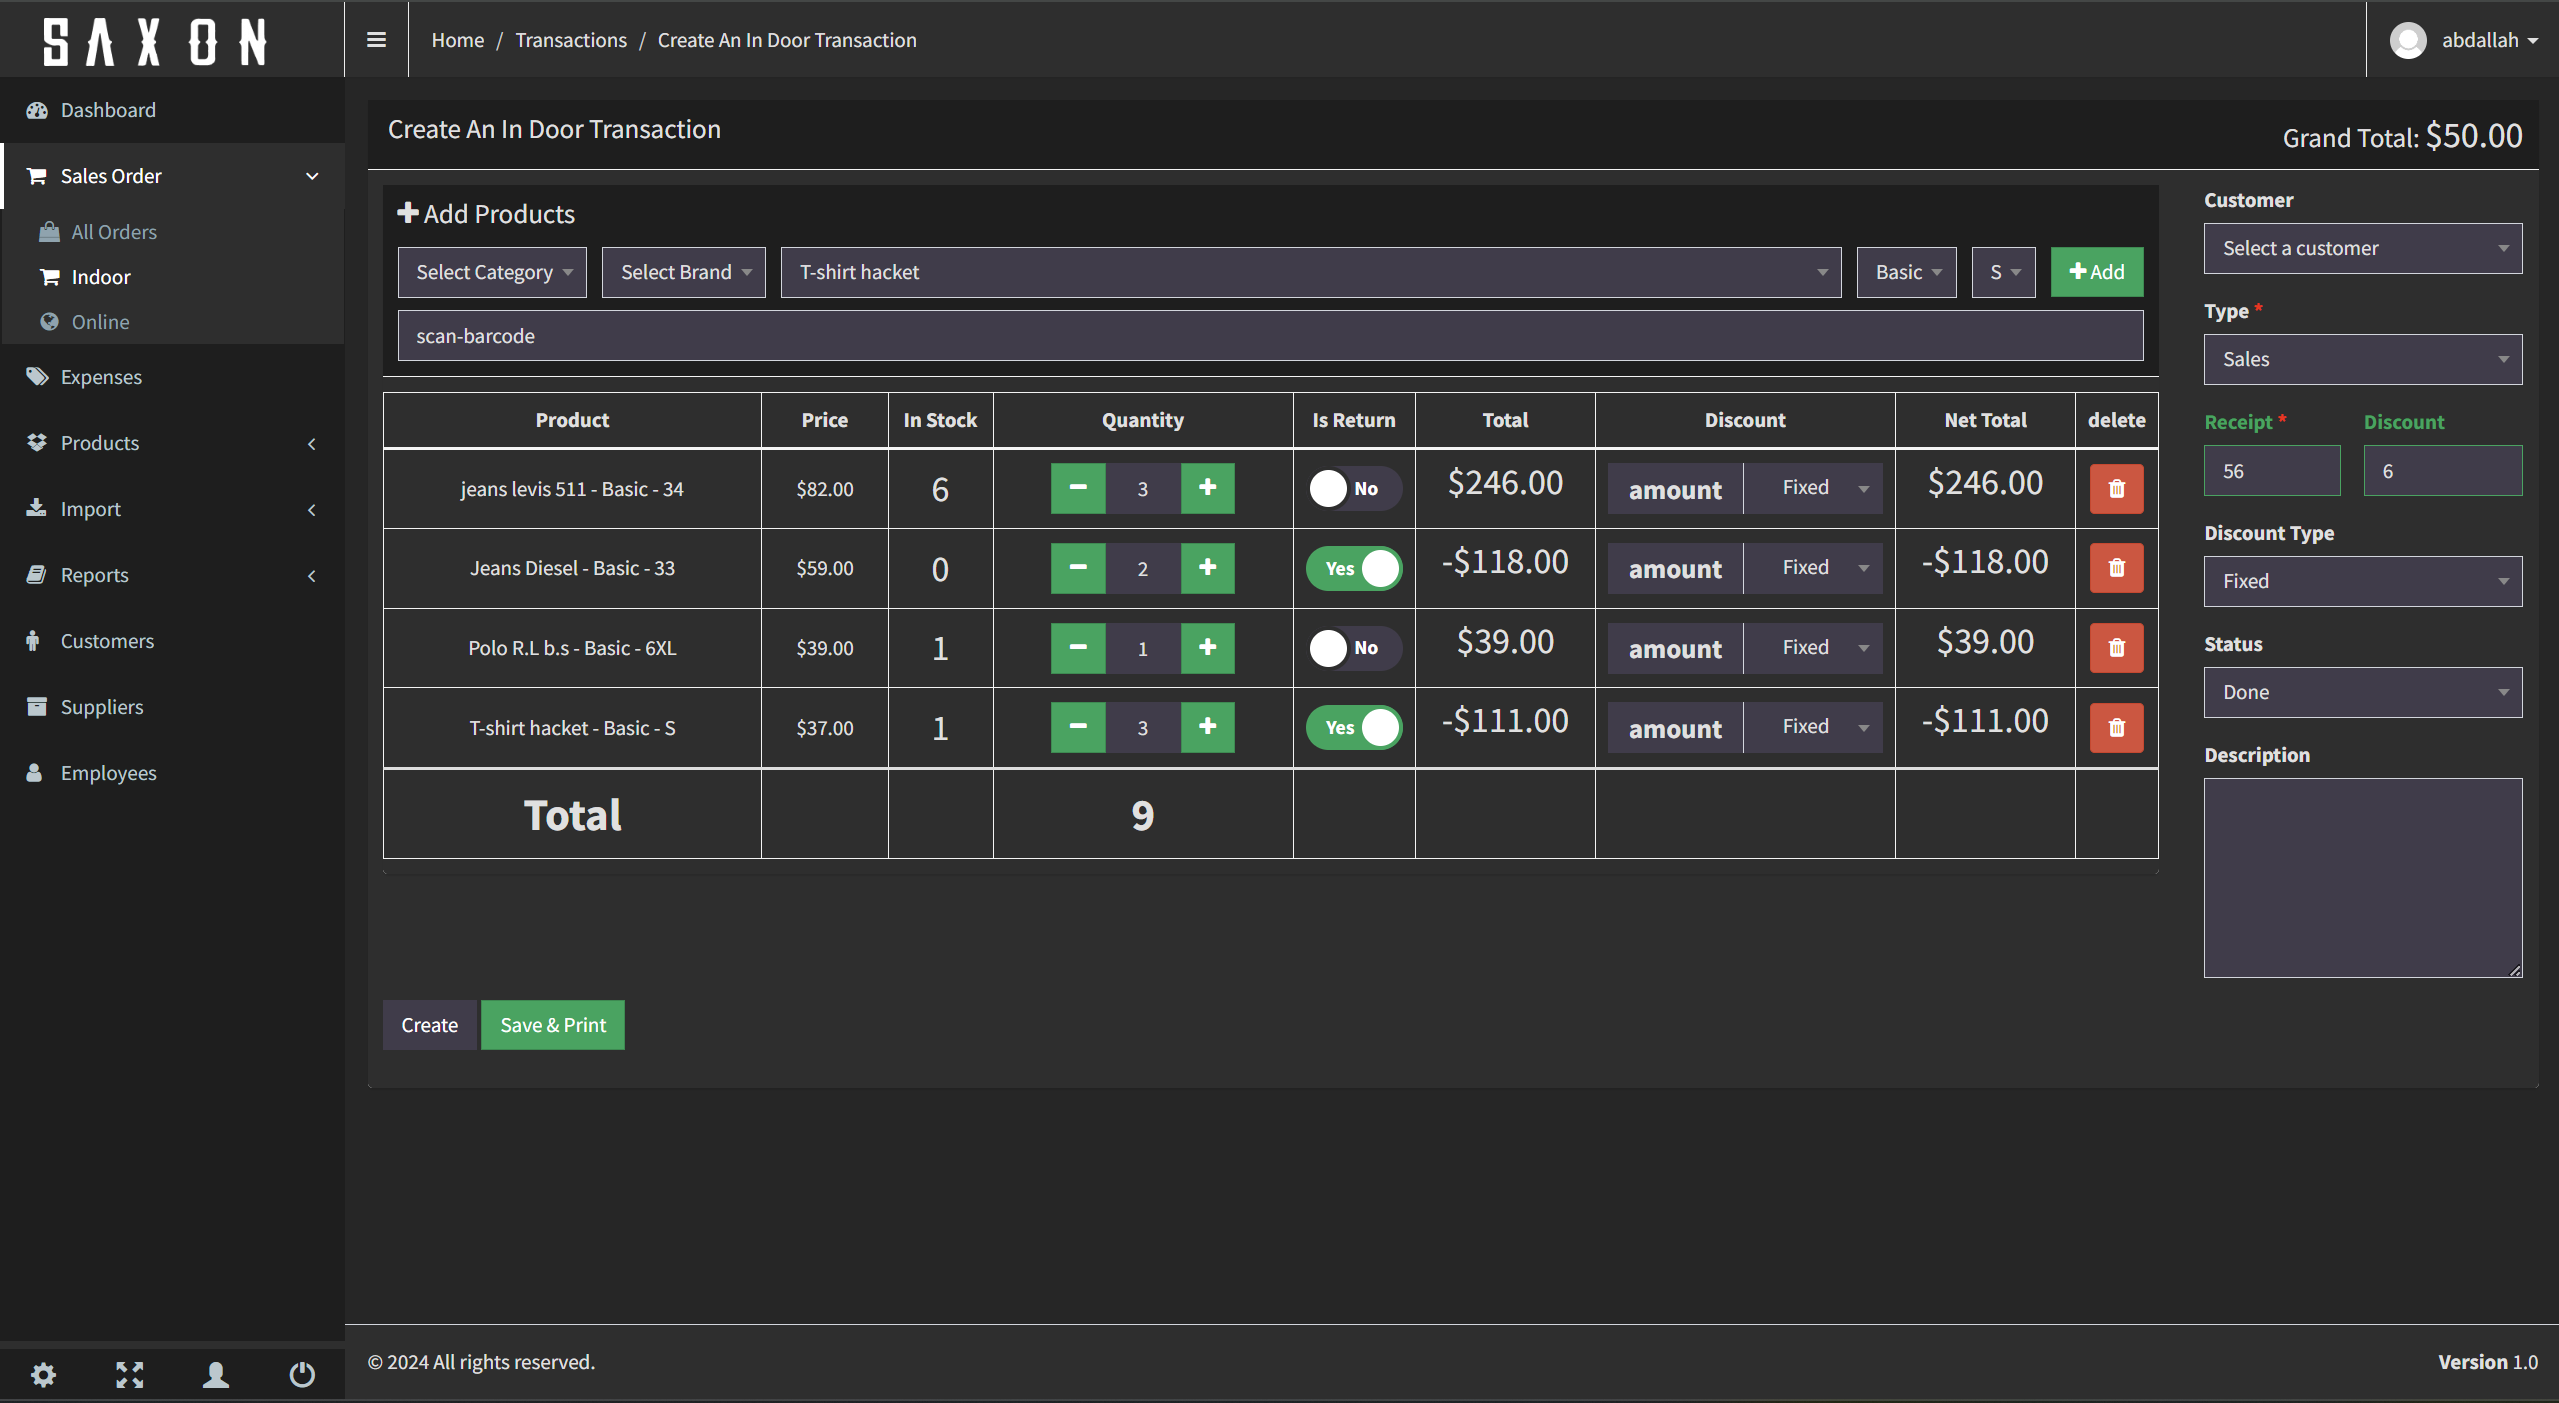 SAXON
Home / Transactions / Create An In Door Transaction
abdallah
Dashboard
Sales Order
All Orders
Indoor
Online
Expenses
Products
Import
Reports
Customers
Suppliers
Employees
Create An In Door Transaction
Grand Total: $50.00
Add Products
Select Category Select Brand T-shirt hacket Basic S Add
scan-barcode
Product Price In Stock Quantity Is Return Total Discount Net Total delete
jeans levis 511 - Basic - 34 $82.00 6 3 No $246.00 amount Fixed $246.00
Jeans Diesel - Basic - 33 $59.00 0 2 Yes -$118.00 amount Fixed -$118.00
Polo R.L b.s - Basic - 6XL $39.00 1 1 No $39.00 amount Fixed $39.00
T-shirt hacket - Basic - S $37.00 1 3 Yes -$111.00 amount Fixed -$111.00
Total 9
Customer
Select a customer
Type *
Sales
Receipt * Discount
56 6
Discount Type
Fixed
Status
Done
Description
Create Save & Print
© 2024 All rights reserved.
Version 1.0